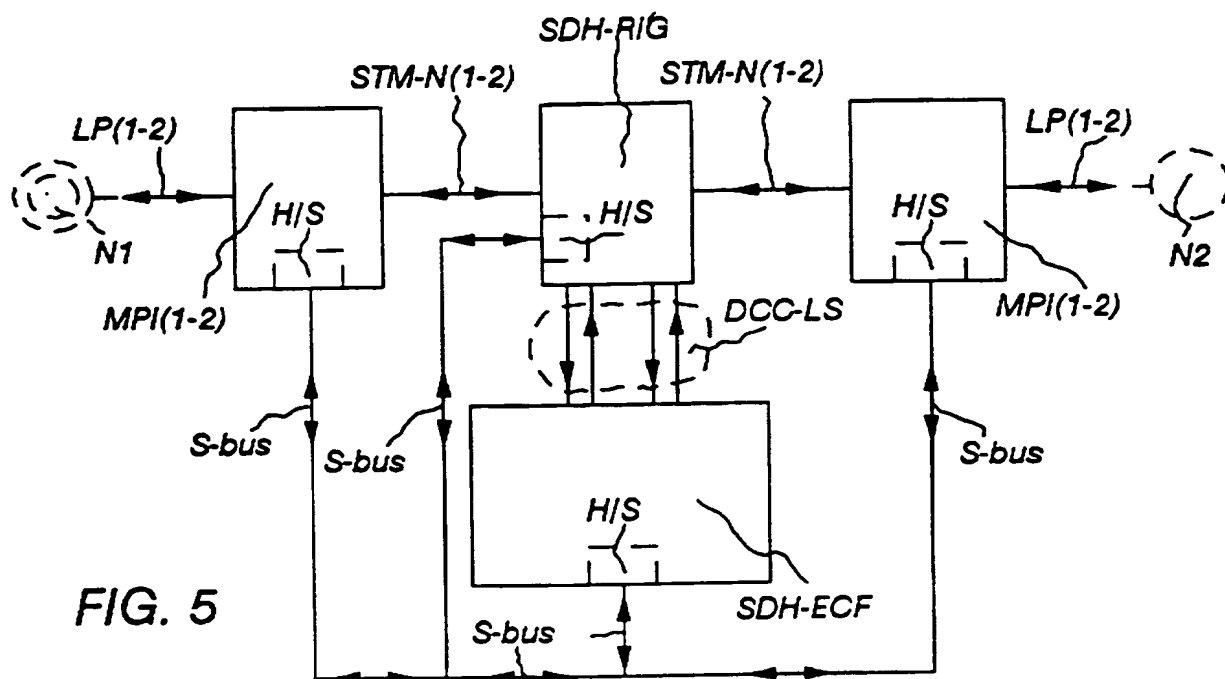 SDH-RIG
STM-N(1-2)
STM-N(1-2)
LP(1-2)
LP(1-2)
H/S
H/S
H/S
N1
N2
MPI(1-2)
MPI(1-2)
DCC-LS
S-bus
S-bus
S-bus
H/S
SDH-ECF
FIG. 5
S-bus